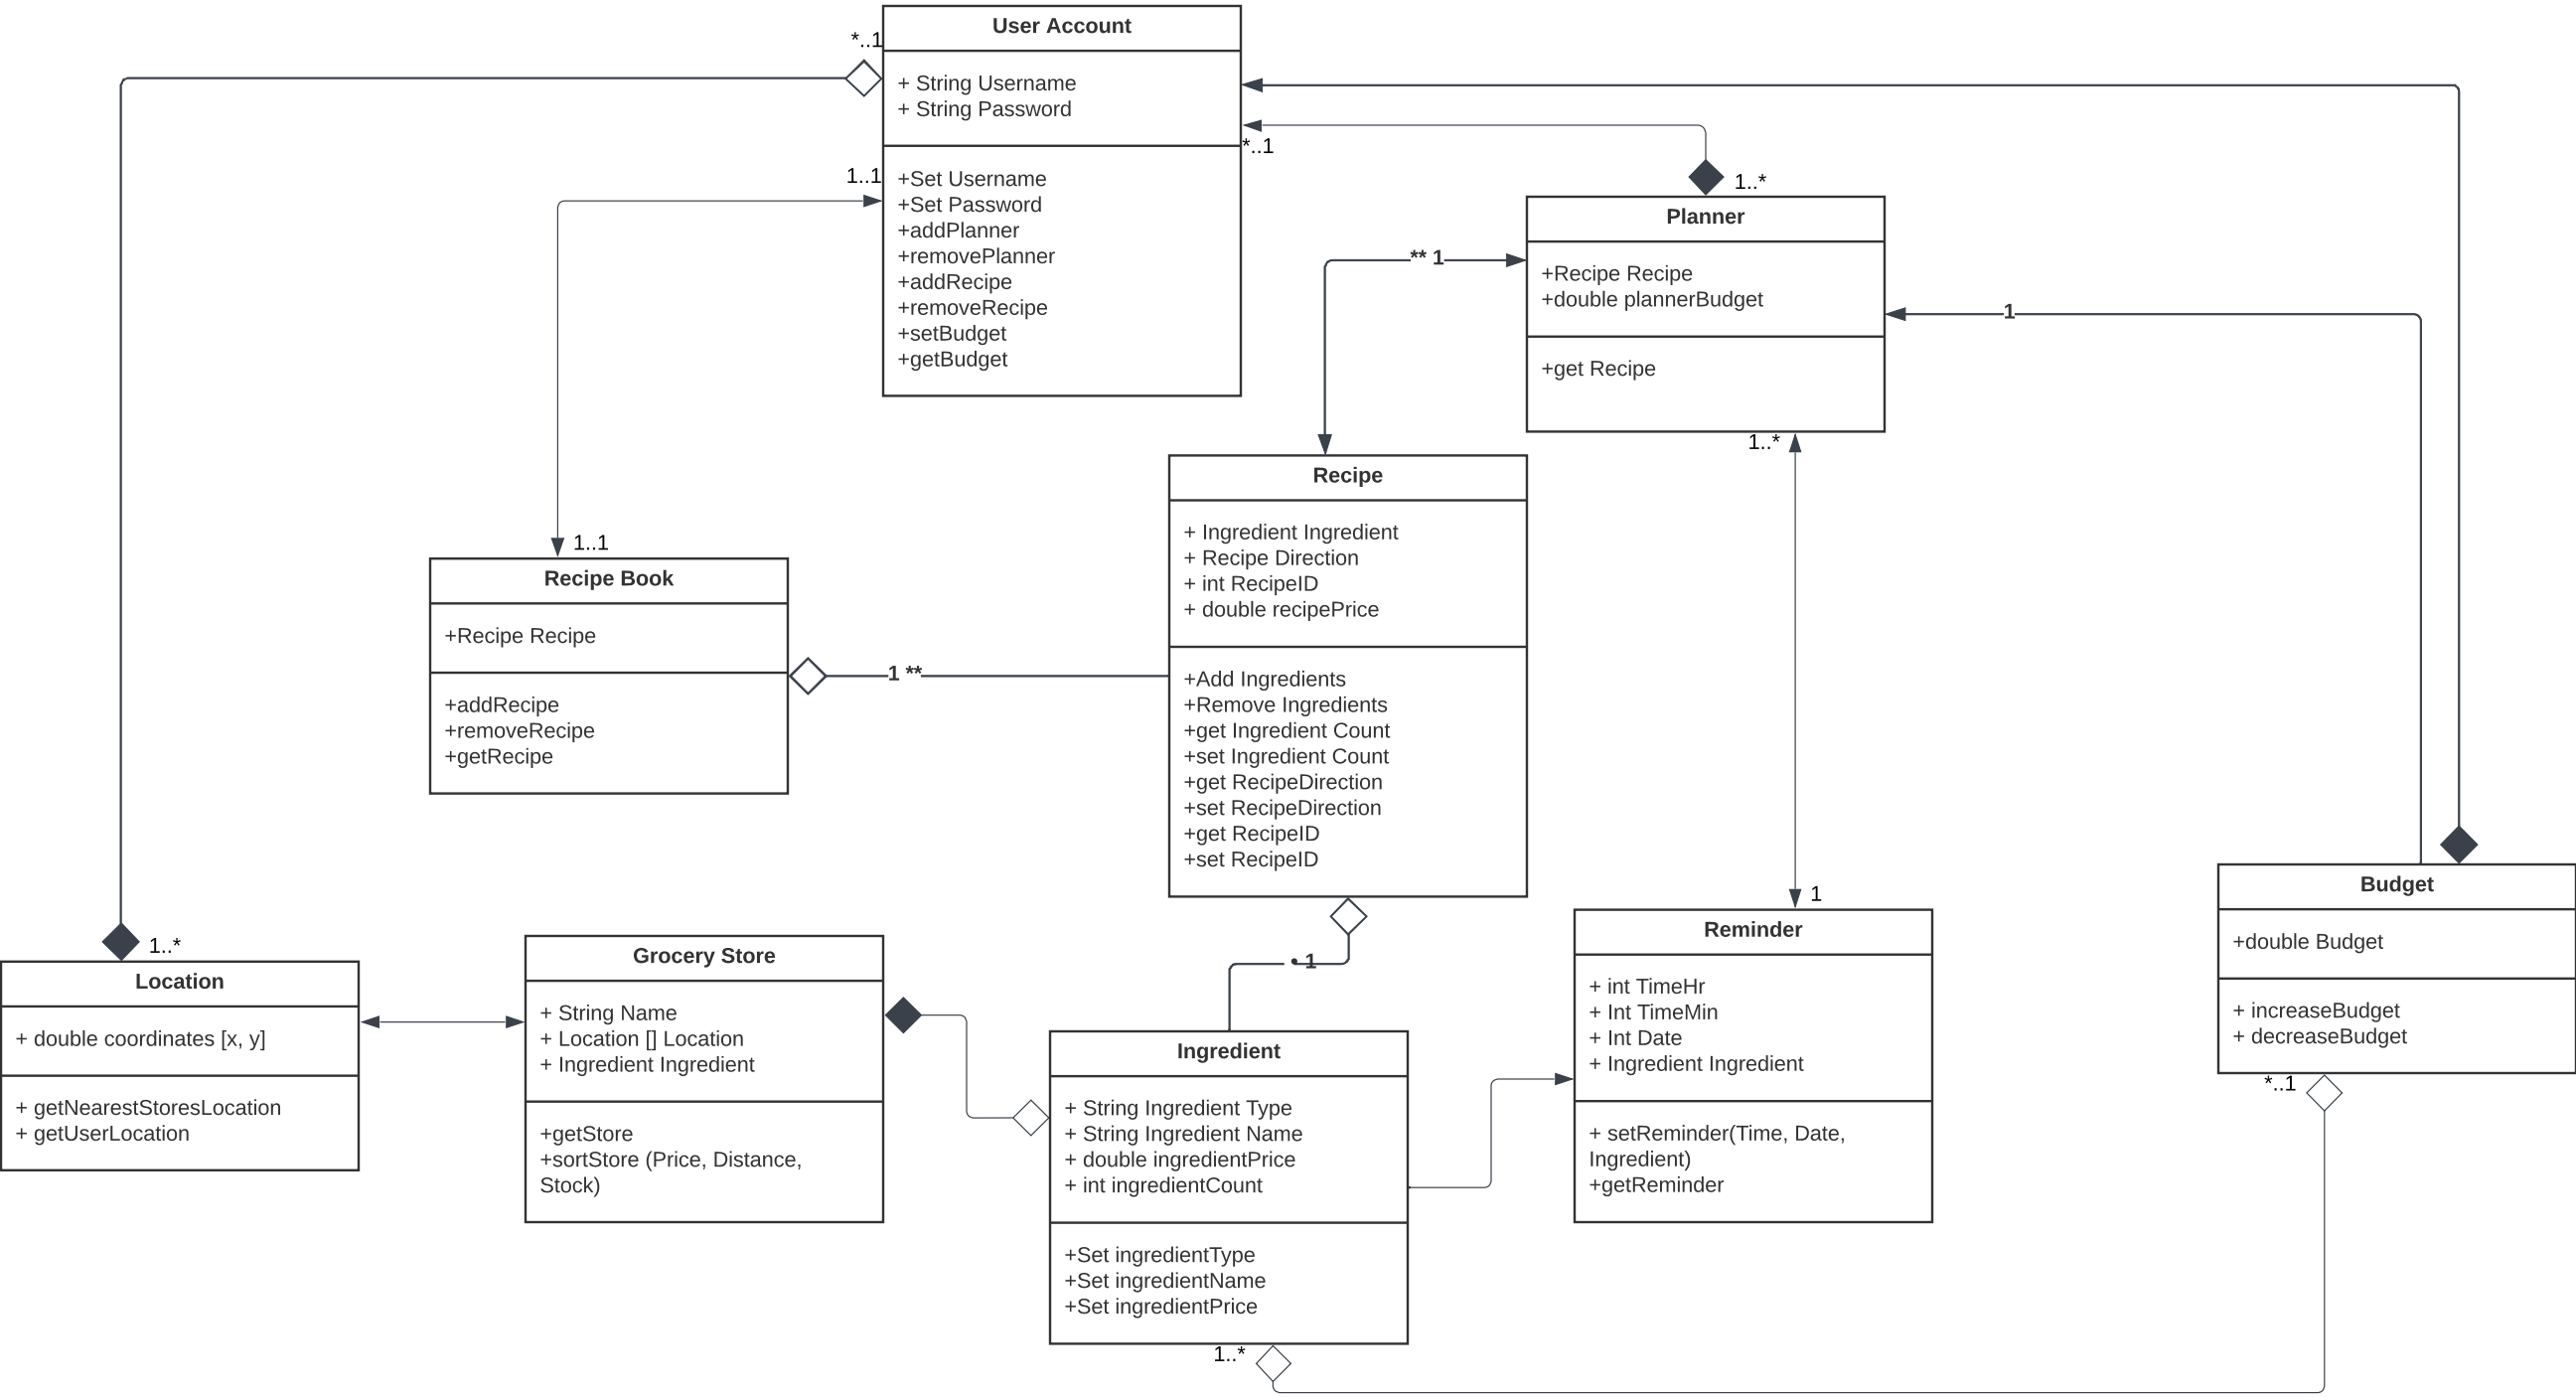 User Account
*..1
+ String Username
+ String Password
*..1
1..1
+Set Username
+Set Password
+addPlanner
+removePlanner
+addRecipe
+removeRecipe
+setBudget
+getBudget
1..*
Planner
+Recipe Recipe
+double plannerBudget
+get Recipe
** 1
1
1..*
Recipe
+ Ingredient Ingredient
+ Recipe Direction
+ int RecipeID
+ double recipePrice
+Add Ingredients
+Remove Ingredients
+get Ingredient Count
+set Ingredient Count
+get RecipeDirection
+set RecipeDirection
+get RecipeID
+set RecipeID
1..1
Recipe Book
+Recipe Recipe
+addRecipe
+removeRecipe
+getRecipe
1 **
1..*
Location
+ double coordinates [x, y]
+ getNearestStoresLocation
+ getUserLocation
Grocery Store
+ String Name
+ Location [] Location
+ Ingredient Ingredient
+getStore
+sortStore (Price, Distance,
Stock)
• 1
Ingredient
+ String Ingredient Type
+ String Ingredient Name
+ double ingredientPrice
+ int ingredientCount
+Set ingredientType
+Set ingredientName
+Set ingredientPrice
1..*
1
Reminder
+ int TimeHr
+ Int TimeMin
+ Int Date
+ Ingredient Ingredient
+ setReminder(Time, Date,
Ingredient)
+getReminder
Budget
+double Budget
+ increaseBudget
+ decreaseBudget
*..1